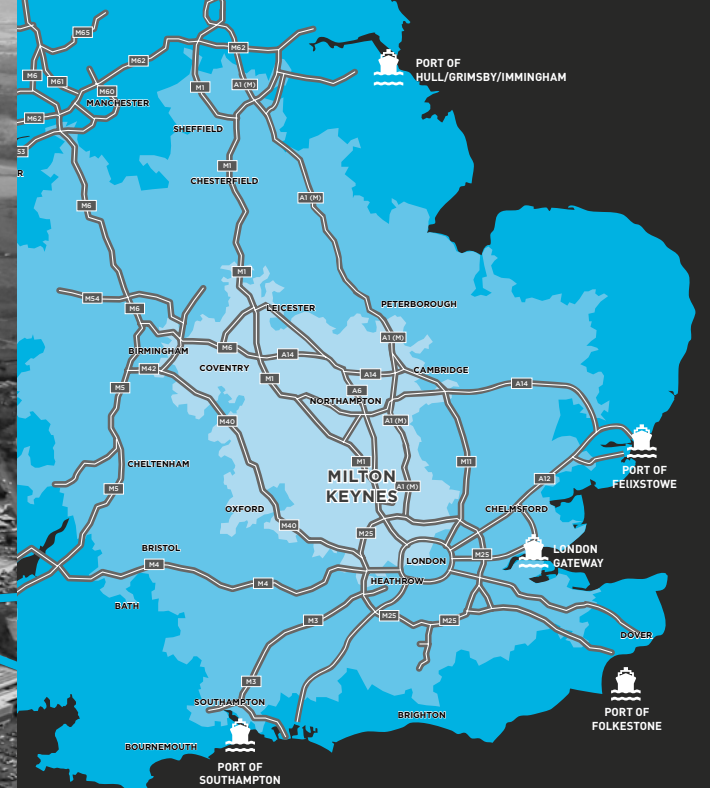 M65
M62
M62
M6
M61
M60
M1
A1 (M)
PORT OF
HULL/GRIMSBY/IMMINGHAM
MANCHESTER
M62
SHEFFIELD
53
R
M1
CHESTERFIELD
M6
A1 (M)
M1
M54
M6
LEICESTER
PETERBOROUGH
A1 (M)
BIRMINGHAM
M6
A14
M42
COVENTRY
M1
A14
CAMBRIDGE
M5
A6
A14
NORTHAMPTON
M40
A1 (M)
CHELTENHAM
M1
M11
PORT OF
FEIIXSTOWE
MILTON
KEYNES
A12
M5
A1 (M)
OXFORD
CHELMSFORD
M40
M25
BRISTOL
LONDON
M25
LONDON
GATEWAY
M4
M4
HEATHROW
BATH
M3
M25
M25
DOVER
M3
SOUTHAMPTON
BRIGHTON
PORT OF
FOLKESTONE
BOURNEMOUTH
PORT OF
SOUTHAMPTON